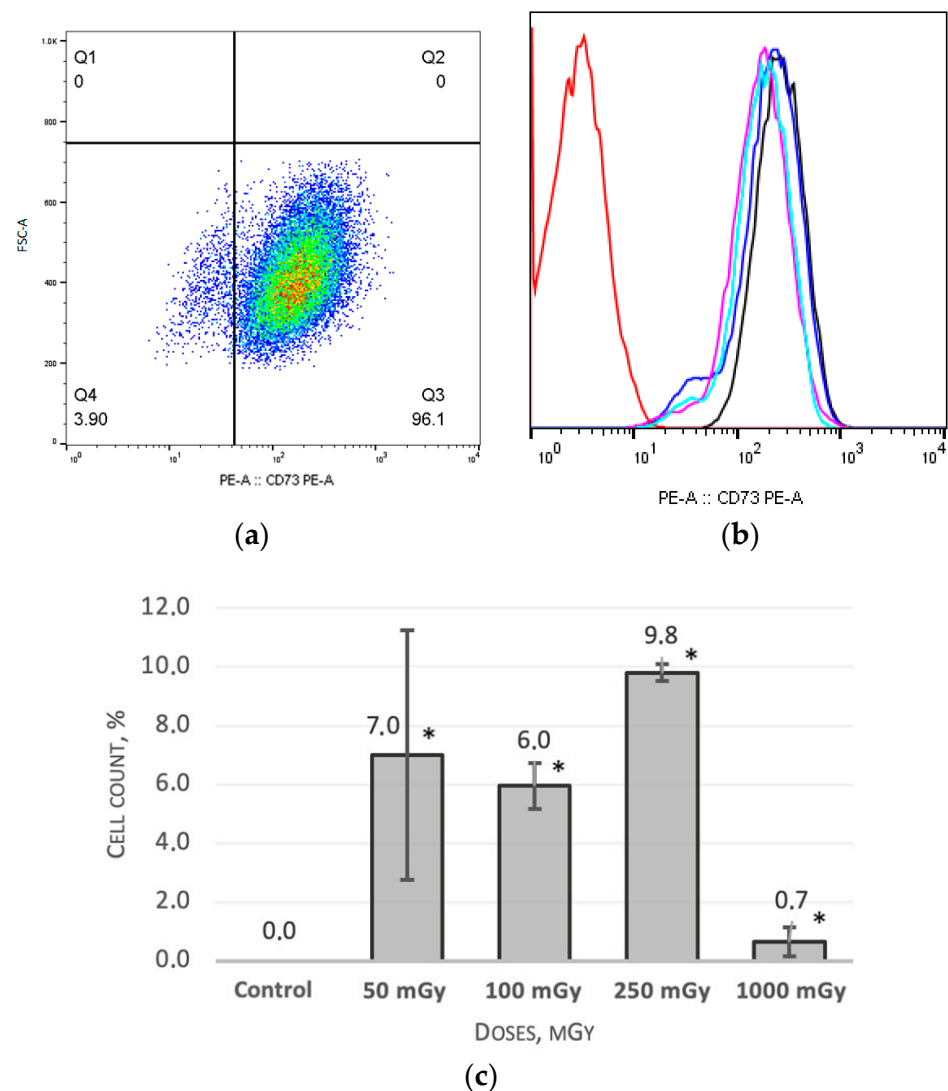 1.0K
Q1
0
Q2
0
800
600
FSC-A
400
200
Q4
3.90
Q3
96.1
0
10^0 10^1 10^2 10^3 10^4
PE-A :: CD73 PE-A
(a)
10^0 10^1 10^2 10^3 10^4
PE-A :: CD73 PE-A
(b)
12.0
10.0
8.0
6.0
4.0
2.0
0.0
CELL COUNT, %
0.0
7.0 *
6.0 *
9.8 *
0.7 *
Control 50 mGy 100 mGy 250 mGy 1000 mGy
DOSES, MGY
(c)